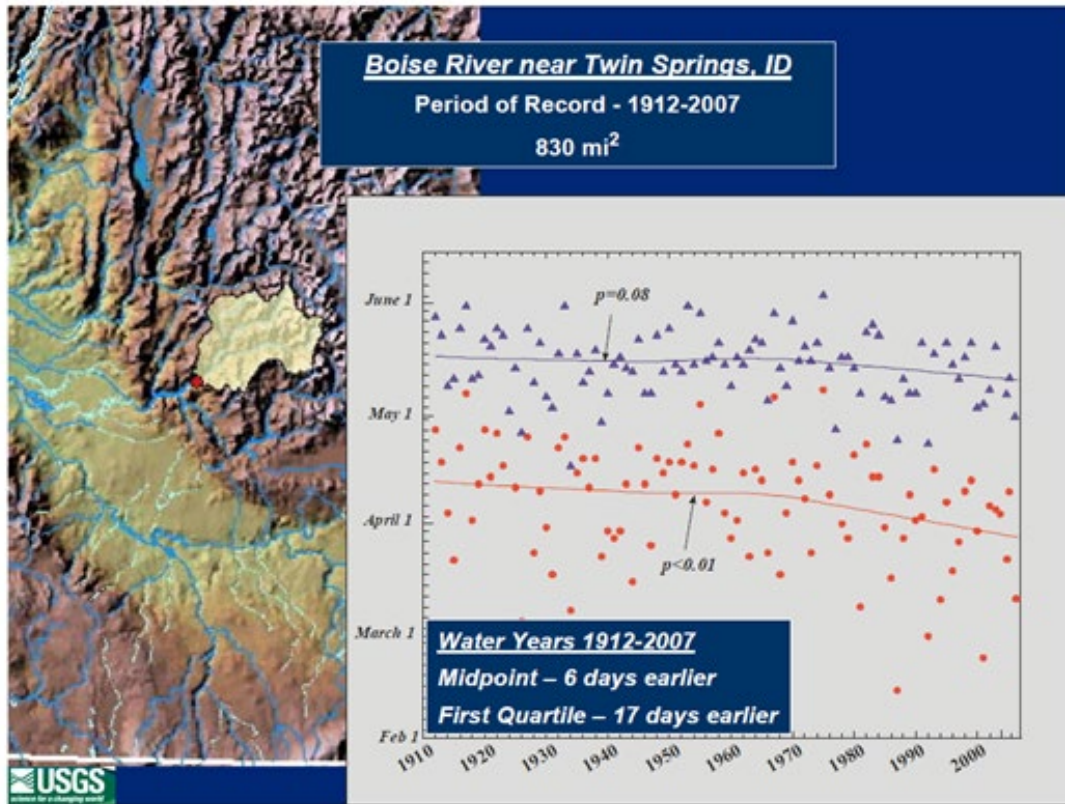 Boise River near Twin Springs, ID
Period of Record - 1912-2007
830 mi²
June 1
May 1
April 1
March 1
Feb 1
p=0.08
p<0.01
Water Years 1912-2007
Midpoint – 6 days earlier
First Quartile – 17 days earlier
1910 1920 1930 1940 1950 1960 1970 1980 1990 2000
USGS
science for a changing world